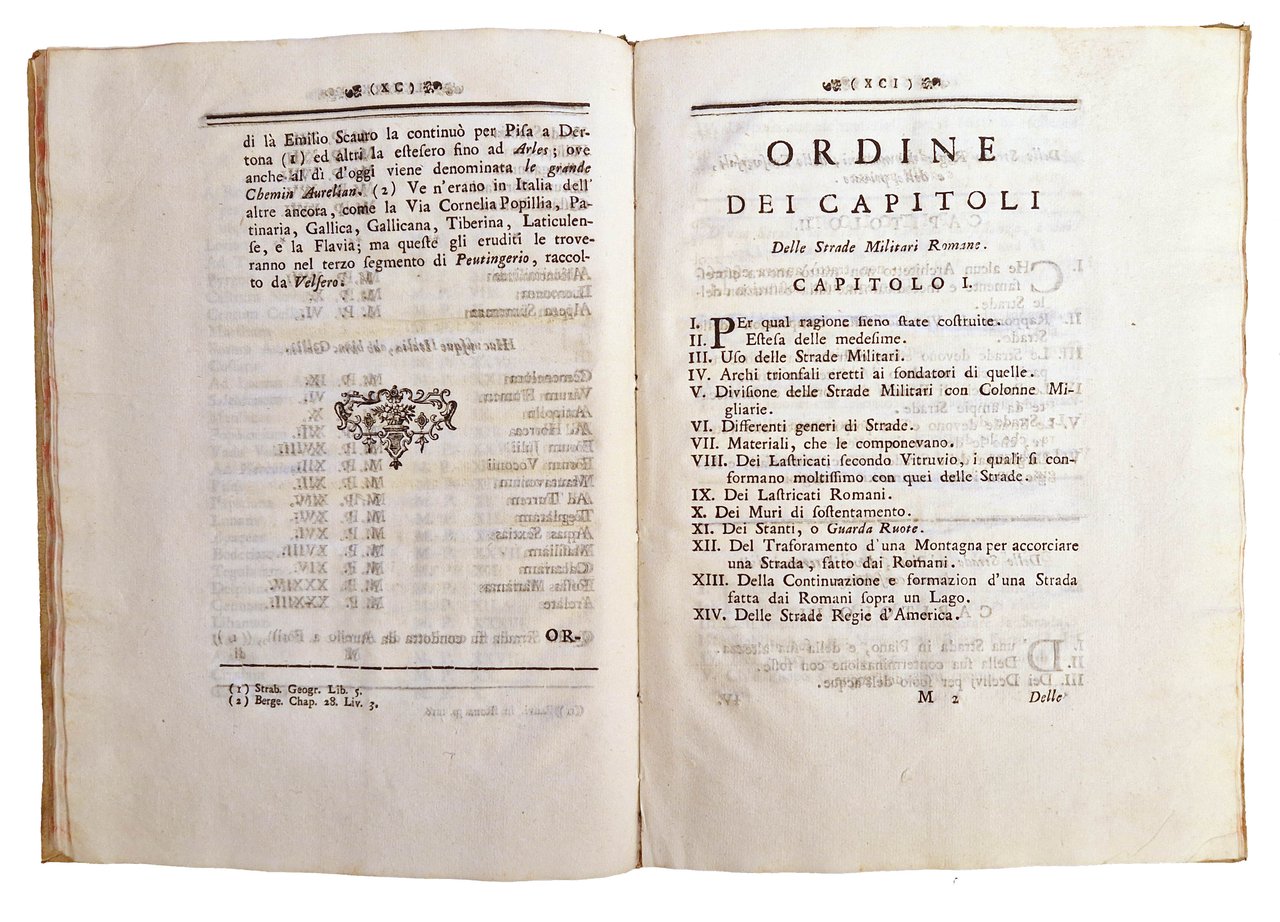 (XC)
di là Emilio Scauro la continuò per Piſa a Der-
tona (1) ed altri la eſteſero fino ad Arles; ove
anche al dì d'oggi viene denominata le grande
Chemin Aurelian. (2) Ve n'erano in Italia dell'
altre ancora, come la Via Cornelia Popillia, Pa-
tinaria, Gallica, Gallicana, Tiberina, Laticulen-
ſe, e la Flavia; ma queſte gli eruditi le trove-
ranno nel terzo ſegmento di Peutingerio, raccol-
to da Velſero.
OR-
(1) Strab. Geogr. Lib. 5.
(2) Berge. Chap. 28. Liv. 3.
(XCI)
ORDINE
DEI CAPITOLI
Delle Strade Militari Romane.
CAPITOLO I.
I. PEr qual ragione ſieno ſtate coſtruite.
II. Eſteſa delle medeſime.
III. Uſo delle Strade Militari.
IV. Archi trionfali eretti ai fondatori di quelle.
V. Diviſione delle Strade Militari con Colonne Mi-
gliarie.
VI. Differenti generi di Strade.
VII. Materiali, che le componevano.
VIII. Dei Laſtricati ſecondo Vitruvio, i quali ſi con-
formano moltiſſimo con quei delle Strade.
IX. Dei Laſtricati Romani.
X. Dei Muri di ſoſtentamento.
XI. Dei Stanti, o Guarda Ruote.
XII. Del Traforamento d'una Montagna per accorciare
una Strada, fatto dai Romani.
XIII. Della Continuazione e formazion d'una Strada
fatta dai Romani ſopra un Lago.
XIV. Delle Strade Regie d'America.
M 2 Delle